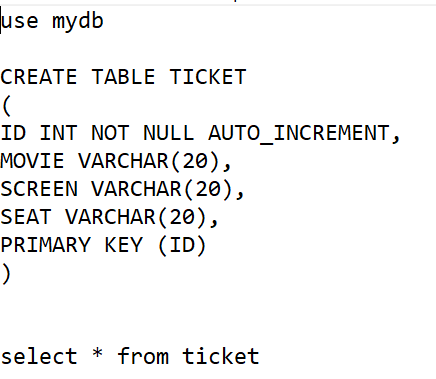 use mydb
CREATE TABLE TICKET
(
ID INT NOT NULL AUTO_INCREMENT,
MOVIE VARCHAR(20),
SCREEN VARCHAR(20),
SEAT VARCHAR(20),
PRIMARY KEY (ID)
)
select * from ticket